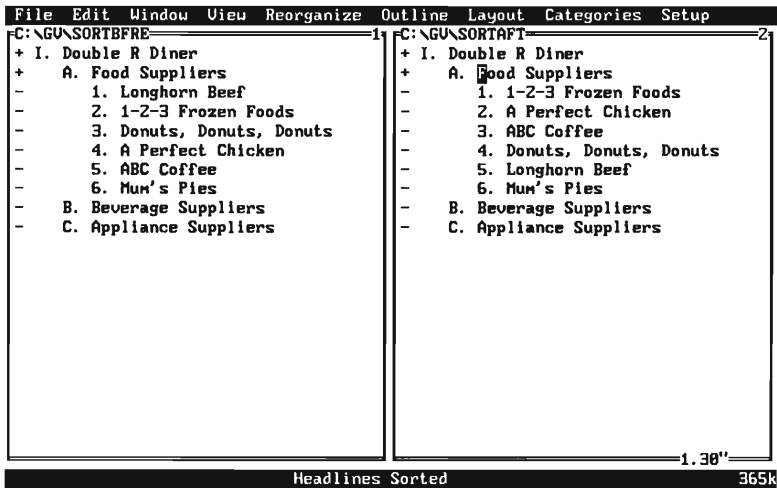 File Edit Window View Reorganize Outline Layout Categories Setup
C:\GV\SORTBFRE 1
+ I. Double R Diner
+ A. Food Suppliers
- 1. Longhorn Beef
- 2. 1-2-3 Frozen Foods
- 3. Donuts, Donuts, Donuts
- 4. A Perfect Chicken
- 5. ABC Coffee
- 6. Mum's Pies
- B. Beverage Suppliers
- C. Appliance Suppliers
C:\GV\SORTAFT 2
+ I. Double R Diner
+ A. Food Suppliers
- 1. 1-2-3 Frozen Foods
- 2. A Perfect Chicken
- 3. ABC Coffee
- 4. Donuts, Donuts, Donuts
- 5. Longhorn Beef
- 6. Mum's Pies
- B. Beverage Suppliers
- C. Appliance Suppliers
1.30"
Headlines Sorted 365k